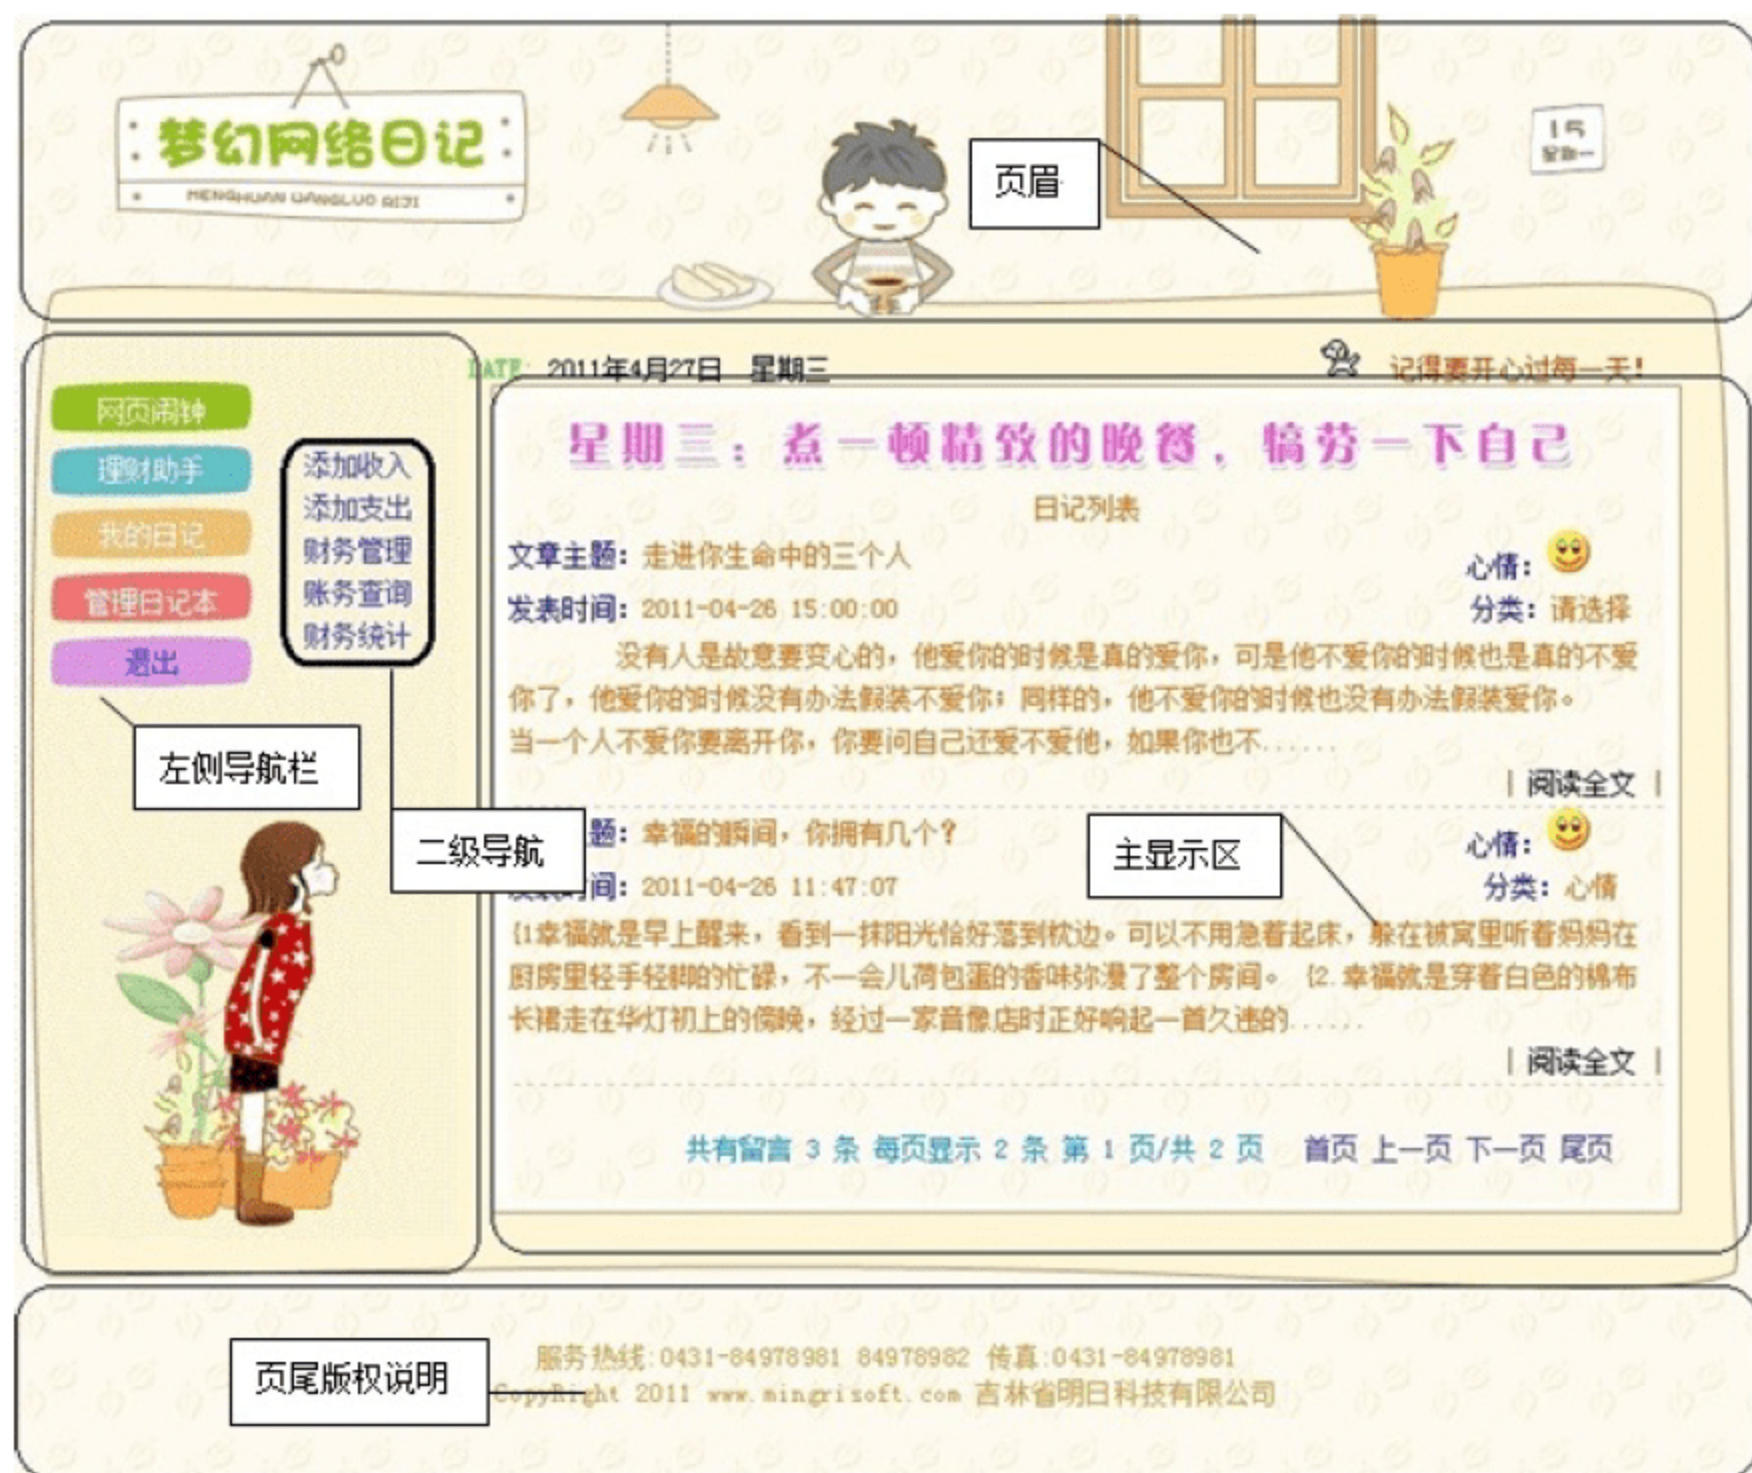 梦幻网络日记
MENGHUAN WANGLUO RIJI
页眉
15
星期一
DATE: 2011年4月27日 星期三
记得要开心过每一天!
网页闹钟
理财助手
我的日记
管理日记本
退出
添加收入
添加支出
财务管理
账务查询
财务统计
左侧导航栏
二级导航
星期三：煮一顿精致的晚餐，犒劳一下自己
日记列表
文章主题：走进你生命中的三个人 心情：
发表时间：2011-04-26 15:00:00 分类：请选择
没有人是故意要变心的，他爱你的时候是真的爱你，可是他不爱你的时候也是真的不爱
你了，他爱你的时候没有办法假装不爱你；同样的，他不爱你的时候也没有办法假装爱你。
当一个人不爱你要离开你，你要问自己还爱不爱他，如果你也不......
| 阅读全文 |
题：幸福的瞬间，你拥有几个？ 心情：
间：2011-04-26 11:47:07 分类：心情
主显示区
{1幸福就是早上醒来，看到一抹阳光恰好落到枕边。可以不用急着起床，躲在被窝里听着妈妈在
厨房里轻手轻脚的忙碌，不一会儿荷包蛋的香味弥漫了整个房间。 {2.幸福就是穿着白色的棉布
长裙走在华灯初上的傍晚，经过一家音像店时正好响起一首久违的......
| 阅读全文 |
共有留言 3 条 每页显示 2 条 第 1 页/共 2 页 首页 上一页 下一页 尾页
页尾版权说明
服务热线:0431-84978981 84978982 传真:0431-84978981
CopyRight 2011 www.mingrisoft.com 吉林省明日科技有限公司